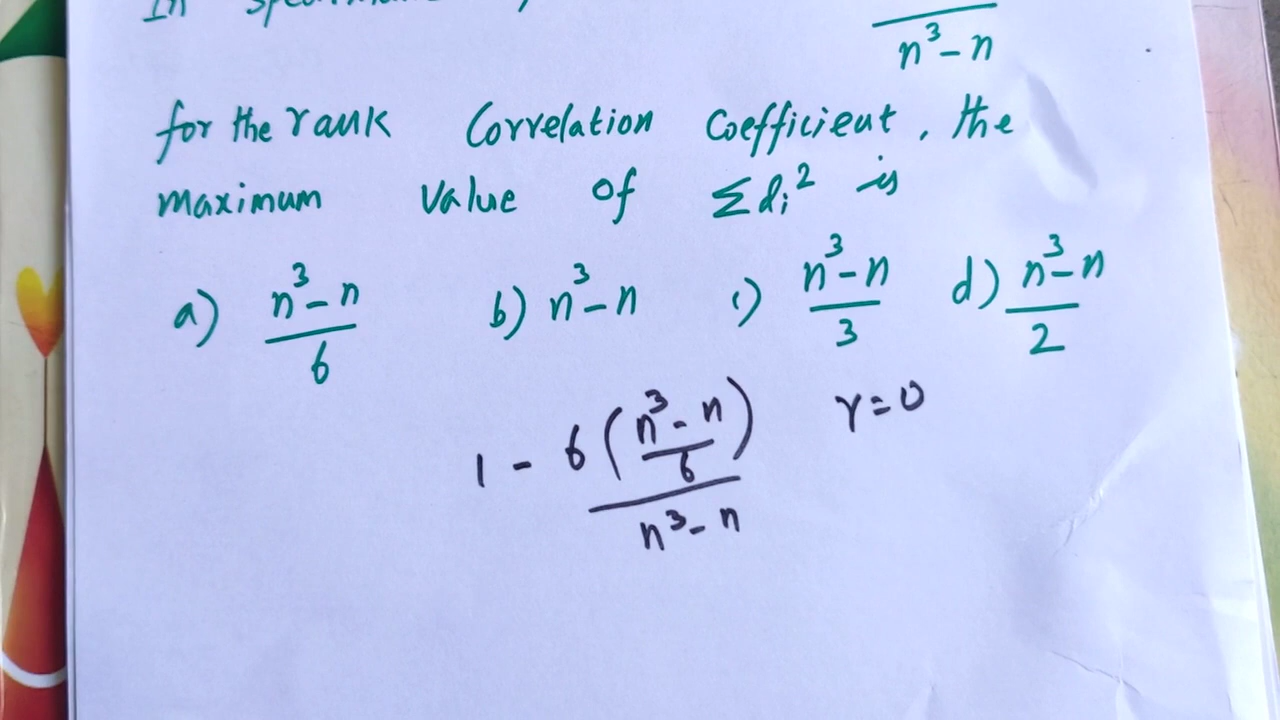 In
n³-n
for the rank Correlation Coefficient, the
maximum value of Σdᵢ² is
a) n³-n/6 b) n³-n c) n³-n/3 d) n³-n/2
1 - 6(n³-n/6)/n³-n r=0